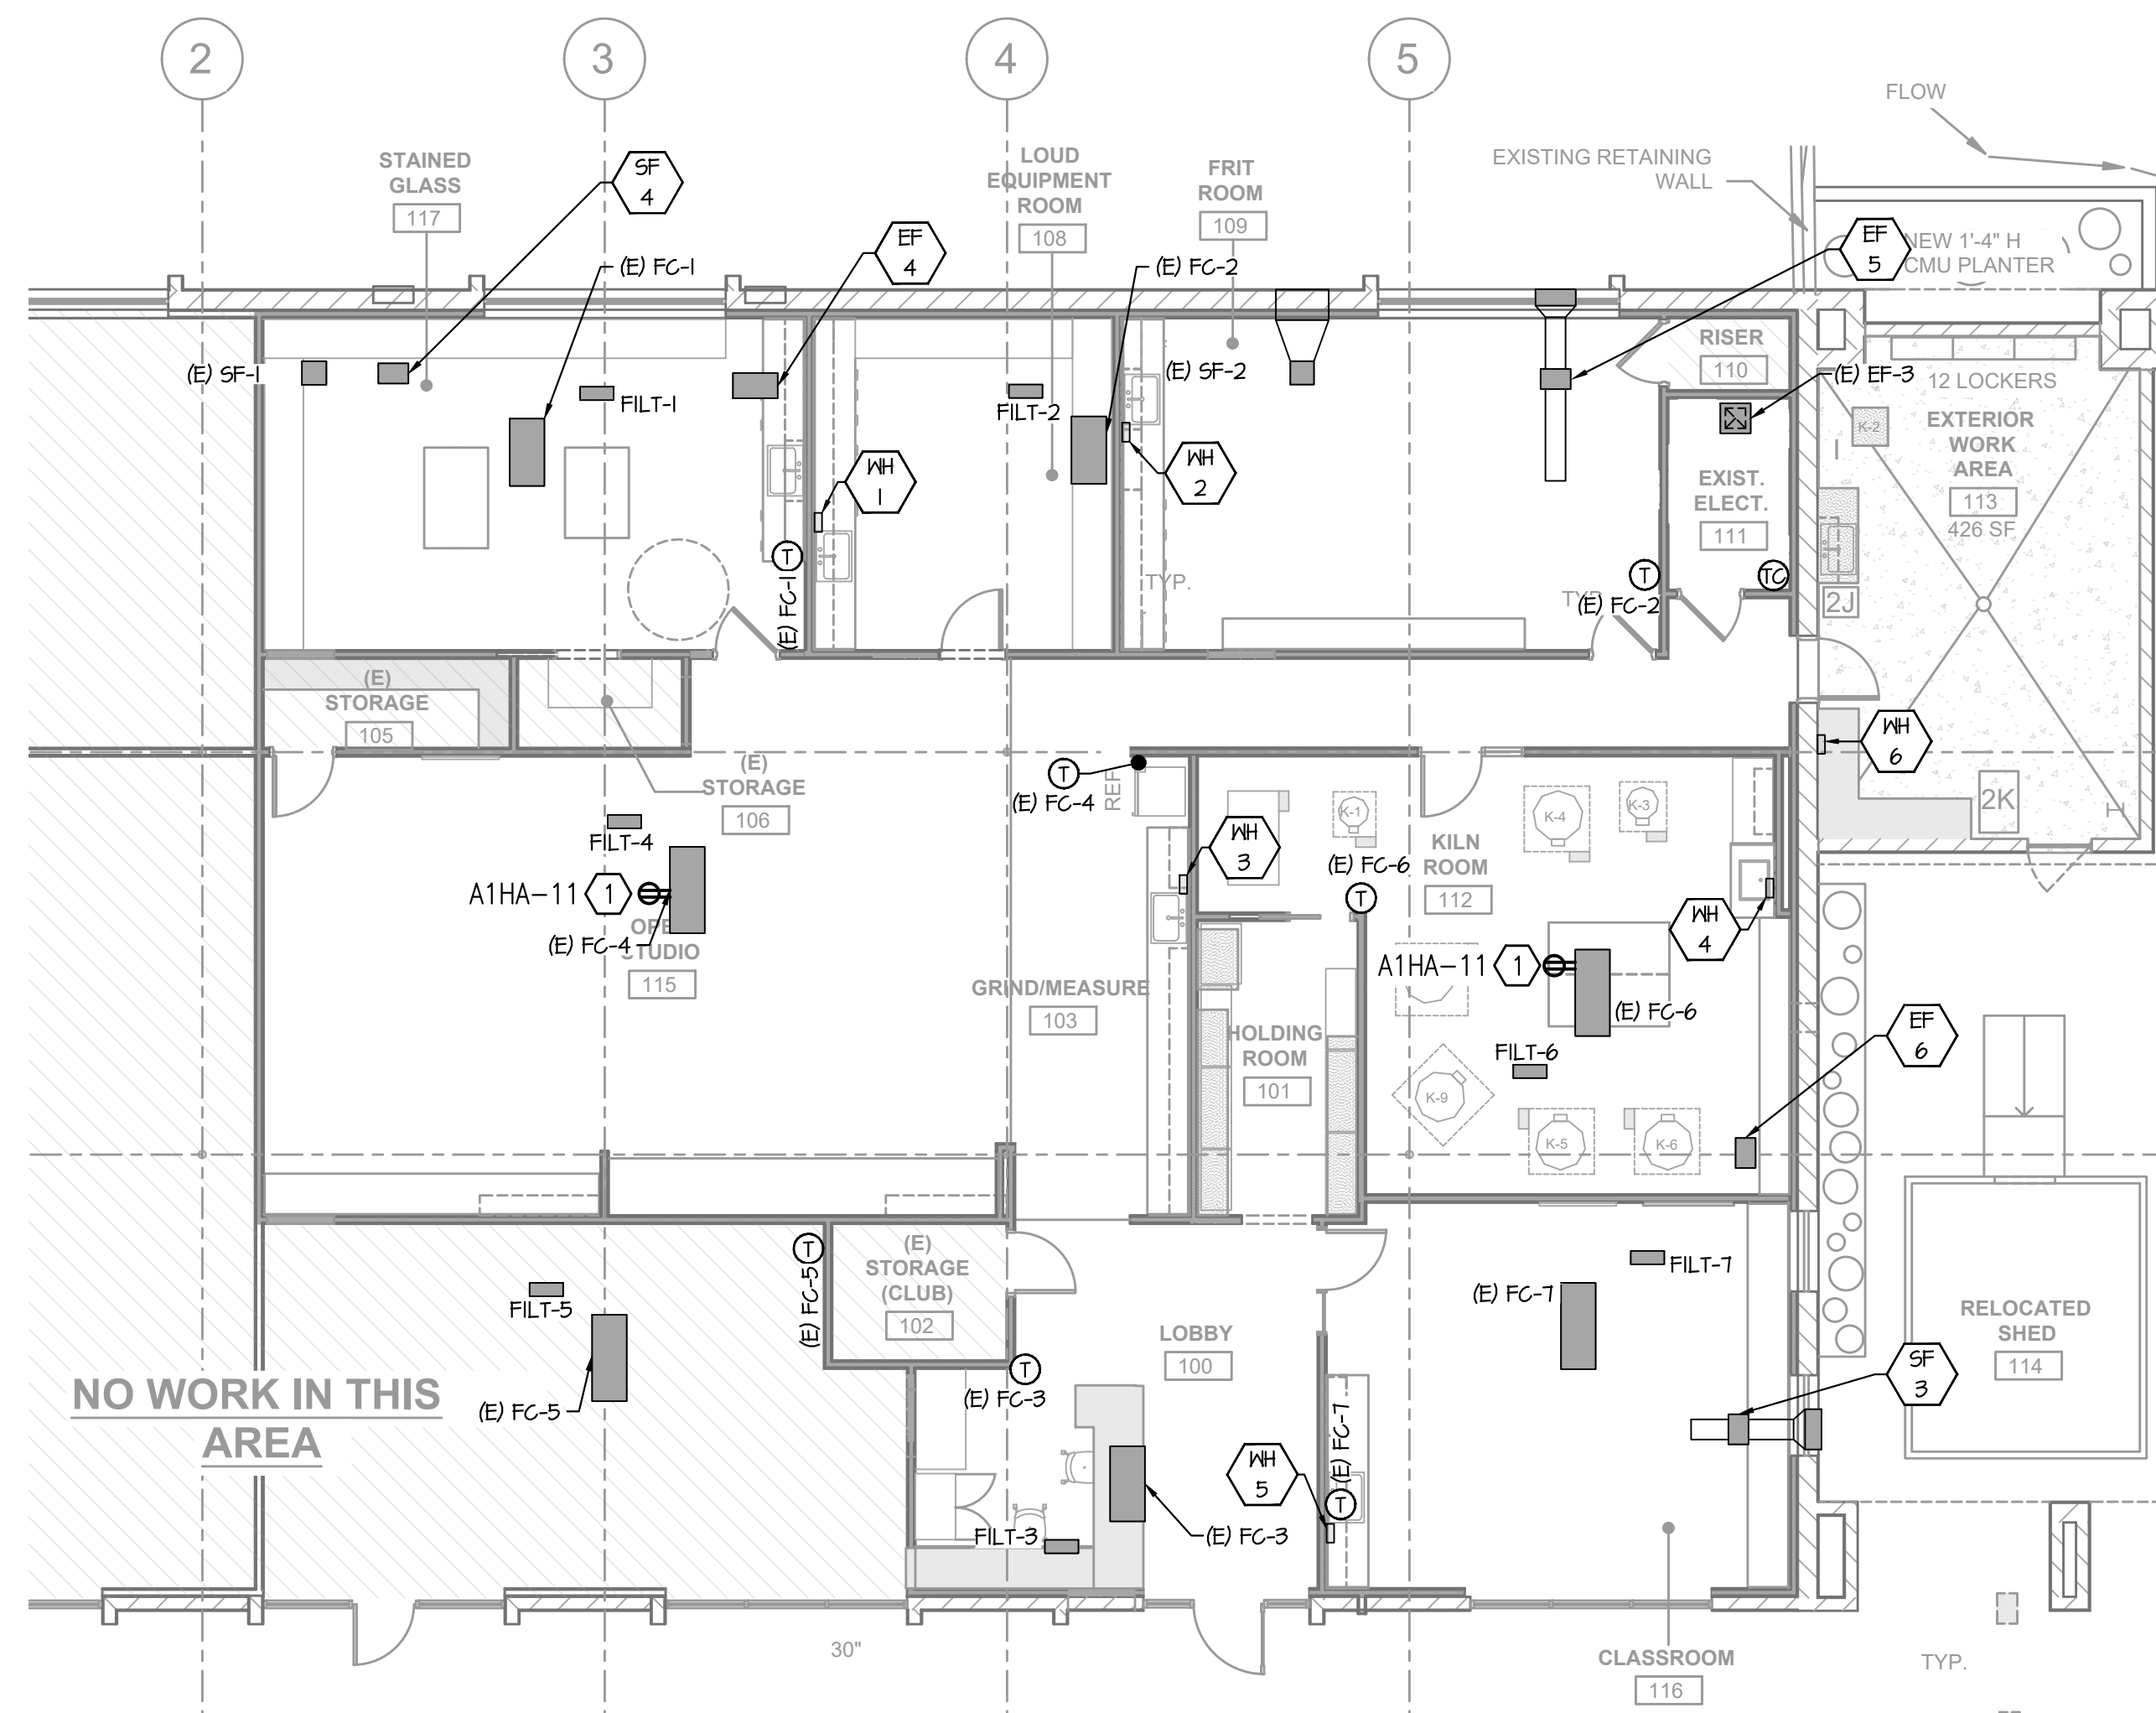 2
3
4
5
FLOW
EXISTING RETAINING
WALL
STAINED
GLASS
117
SF
4
LOUD
EQUIPMENT
ROOM
108
FRIT
ROOM
109
EF
4
EF
5
NEW 1'-4" H
CMU PLANTER
(E) FC-1
(E) FC-2
(E) SF-1
FILT-1
FILT-2
(E) SF-2
RISER
110
(E) EF-3
12 LOCKERS
K-2
EXTERIOR
WORK
AREA
113
426 SF
WH
1
WH
2
EXIST.
ELECT.
111
T
(E) FC-1
TYP.
TYP.
T
(E) FC-2
TC
2J
(E)
STORAGE
105
(E)
STORAGE
106
T
(E) FC-4
REF
WH
6
2K
FILT-4
A1HA-11
1
(E) FC-4
STUDIO
115
WH
3
K-1
K-4
K-3
(E) FC-6
T
KILN
ROOM
112
WH
4
A1HA-11
1
(E) FC-6
GRIND/MEASURE
103
HOLDING
ROOM
101
FILT-6
K-9
K-5
K-6
EF
6
T
(E) FC-5
(E)
STORAGE
(CLUB)
102
FILT-5
(E) FC-5
FILT-7
(E) FC-7
LOBBY
100
T
(E) FC-3
RELOCATED
SHED
114
SF
3
NO WORK IN THIS
AREA
WH
5
(E) FC-7
T
FILT-3
(E) FC-3
30"
CLASSROOM
116
TYP.